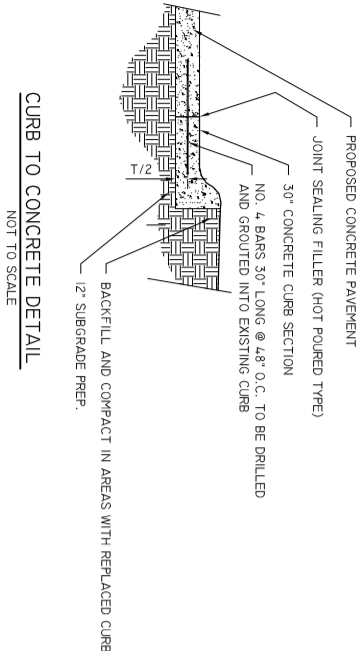 PROPOSED CONCRETE PAVEMENT
JOINT SEALING FILLER (HOT POURED TYPE)
30" CONCRETE CURB SECTION
NO. 4 BARS 30" LONG @ 48" O.C. TO BE DRILLED
AND GROUTED INTO EXISTING CURB
T/2
BACKFILL AND COMPACT IN AREAS WITH REPLACED CURB
12" SUBGRADE PREP.
CURB TO CONCRETE DETAIL
NOT TO SCALE